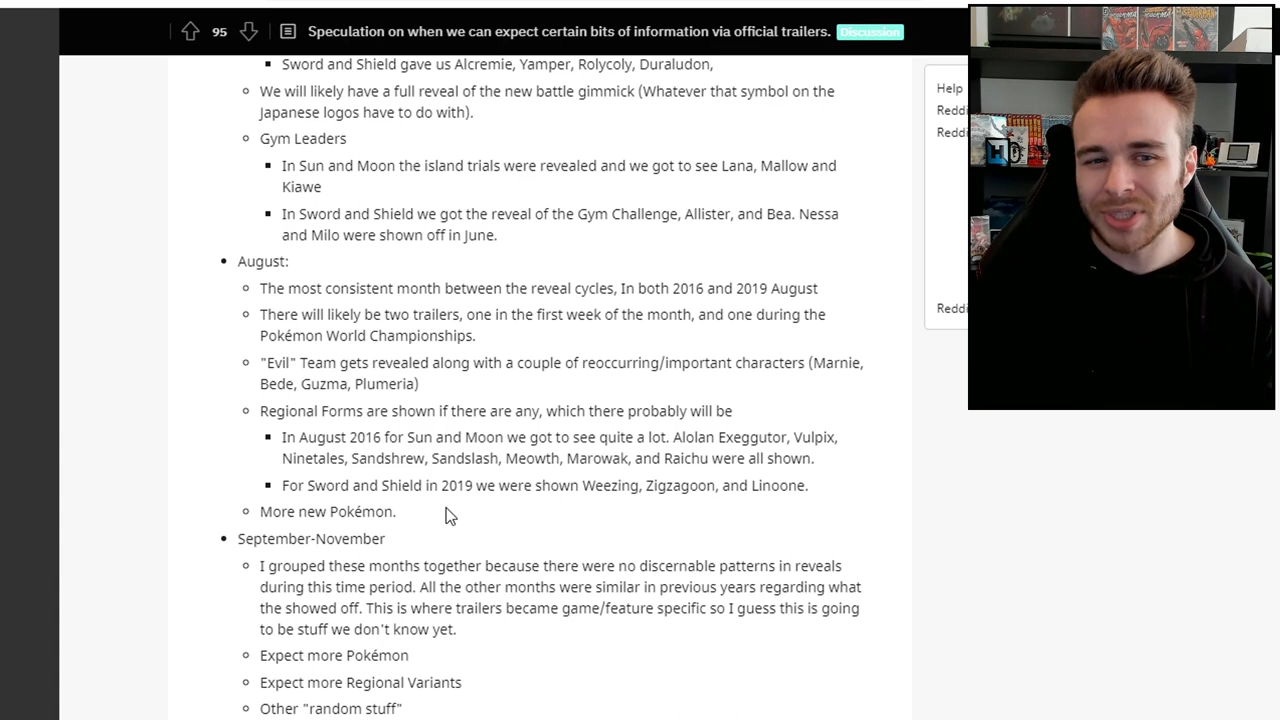 95
Speculation on when we can expect certain bits of information via official trailers.
Discussion
Sword and Shield gave us Alcremie, Yamper, Rolycoly, Duraludon,
We will likely have a full reveal of the new battle gimmick (Whatever that symbol on the
Japanese logos have to do with).
Gym Leaders
In Sun and Moon the island trials were revealed and we got to see Lana, Mallow and
Kiawe
In Sword and Shield we got the reveal of the Gym Challenge, Allister, and Bea. Nessa
and Milo were shown off in June.
August:
The most consistent month between the reveal cycles, In both 2016 and 2019 August
There will likely be two trailers, one in the first week of the month, and one during the
Pokémon World Championships.
"Evil" Team gets revealed along with a couple of reoccurring/important characters (Marnie,
Bede, Guzma, Plumeria)
Regional Forms are shown if there are any, which there probably will be
In August 2016 for Sun and Moon we got to see quite a lot. Alolan Exeggutor, Vulpix,
Ninetales, Sandshrew, Sandslash, Meowth, Marowak, and Raichu were all shown.
For Sword and Shield in 2019 we were shown Weezing, Zigzagoon, and Linoone.
More new Pokémon.
September-November
I grouped these months together because there were no discernable patterns in reveals
during this time period. All the other months were similar in previous years regarding what
the showed off. This is where trailers became game/feature specific so I guess this is going
to be stuff we don't know yet.
Expect more Pokémon
Expect more Regional Variants
Other "random stuff"
Help
Reddi
Reddi
Reddi